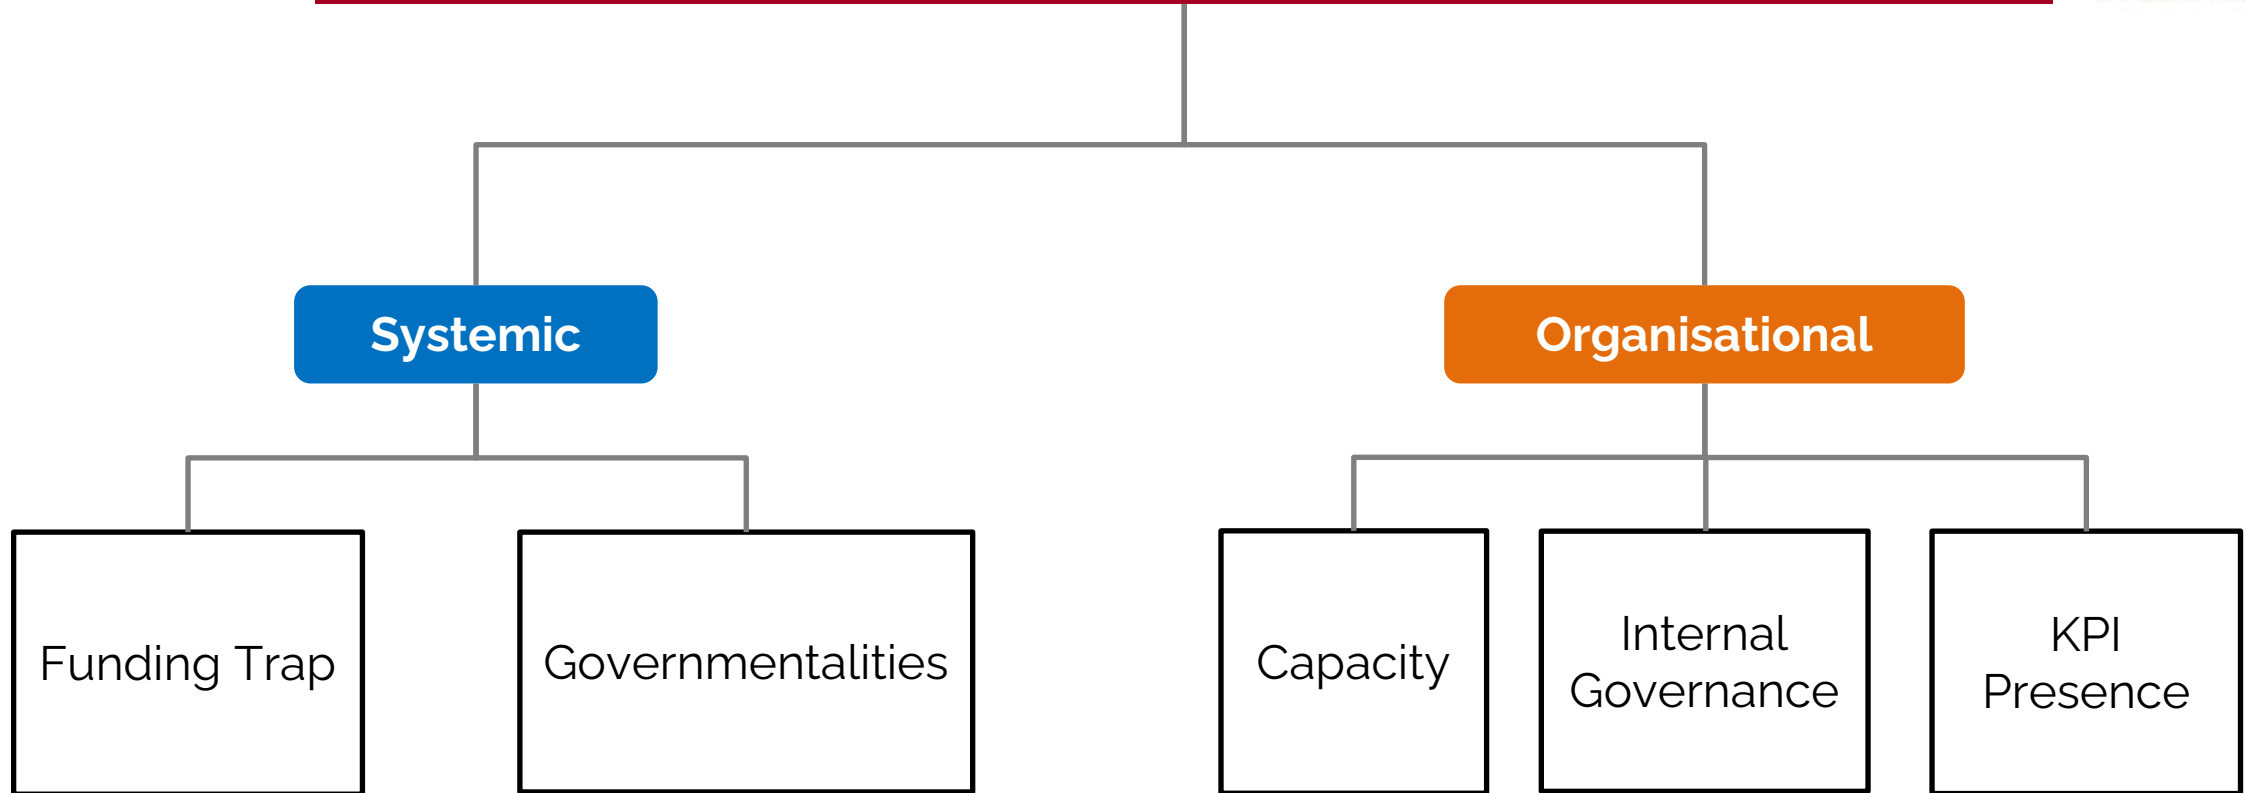 Systemic
Organisational
Funding Trap
Governmentalities
Capacity
Internal
Governance
KPI
Presence